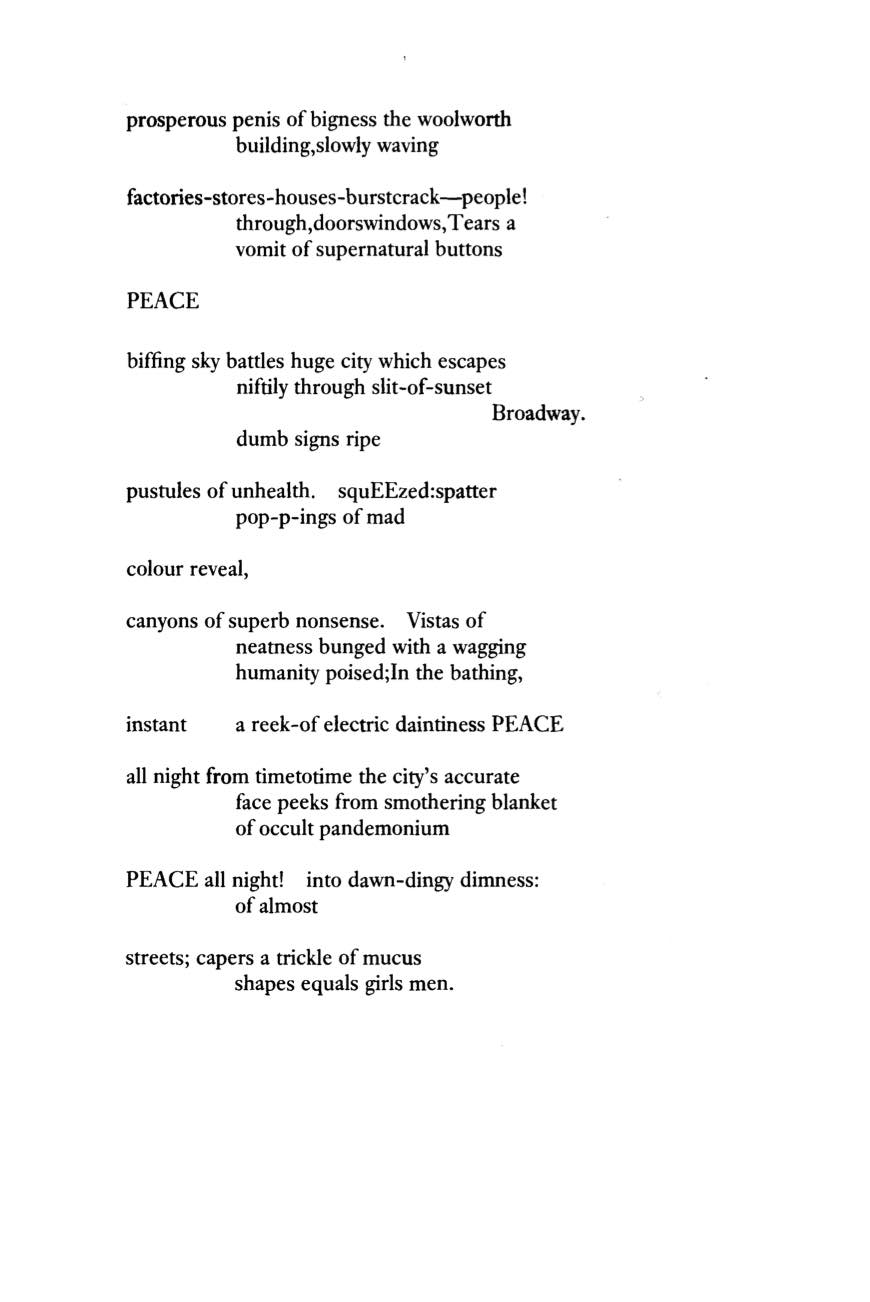 prosperous penis of bigness the woolworth
building,slowly waving
factories-stores-houses-burstcrack—people!
through,doorswindows,Tears a
vomit of supernatural buttons
PEACE
biffing sky battles huge city which escapes
niftily through slit-of-sunset
Broadway.
dumb signs ripe
pustules of unhealth. squEEzed:spatter
pop-p-ings of mad
colour reveal,
canyons of superb nonsense. Vistas of
neatness bunged with a wagging
humanity poised;In the bathing,
instant a reek-of electric daintiness PEACE
all night from timetotime the city's accurate
face peeks from smothering blanket
of occult pandemonium
PEACE all night! into dawn-dingy dimness:
of almost
streets; capers a trickle of mucus
shapes equals girls men.